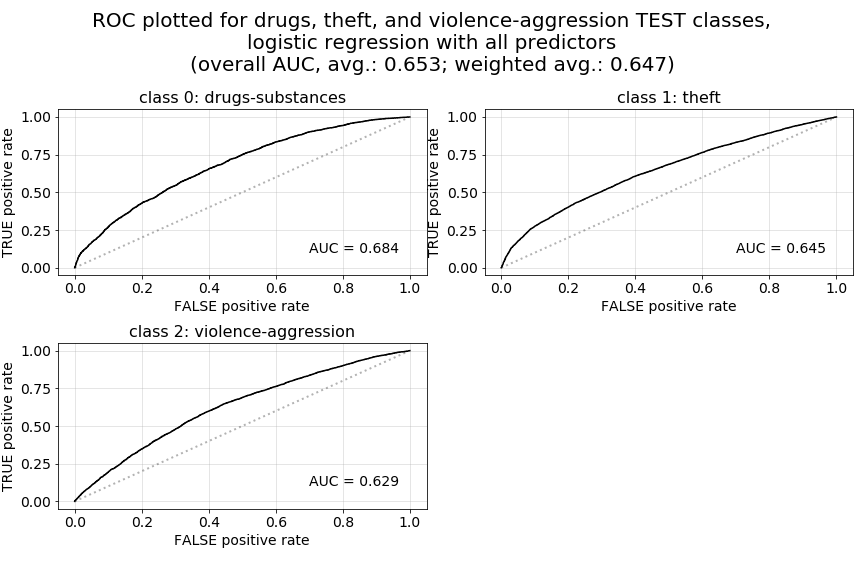 ROC plotted for drugs, theft, and violence-aggression TEST classes,
logistic regression with all predictors
(overall AUC, avg.: 0.653; weighted avg.: 0.647)
class 0: drugs-substances
TRUE positive rate
1.00
0.75
0.50
0.25
0.00
AUC = 0.684
0.0 0.2 0.4 0.6 0.8 1.0
FALSE positive rate
class 1: theft
TRUE positive rate
1.00
0.75
0.50
0.25
0.00
AUC = 0.645
0.0 0.2 0.4 0.6 0.8 1.0
FALSE positive rate
class 2: violence-aggression
TRUE positive rate
1.00
0.75
0.50
0.25
0.00
AUC = 0.629
0.0 0.2 0.4 0.6 0.8 1.0
FALSE positive rate